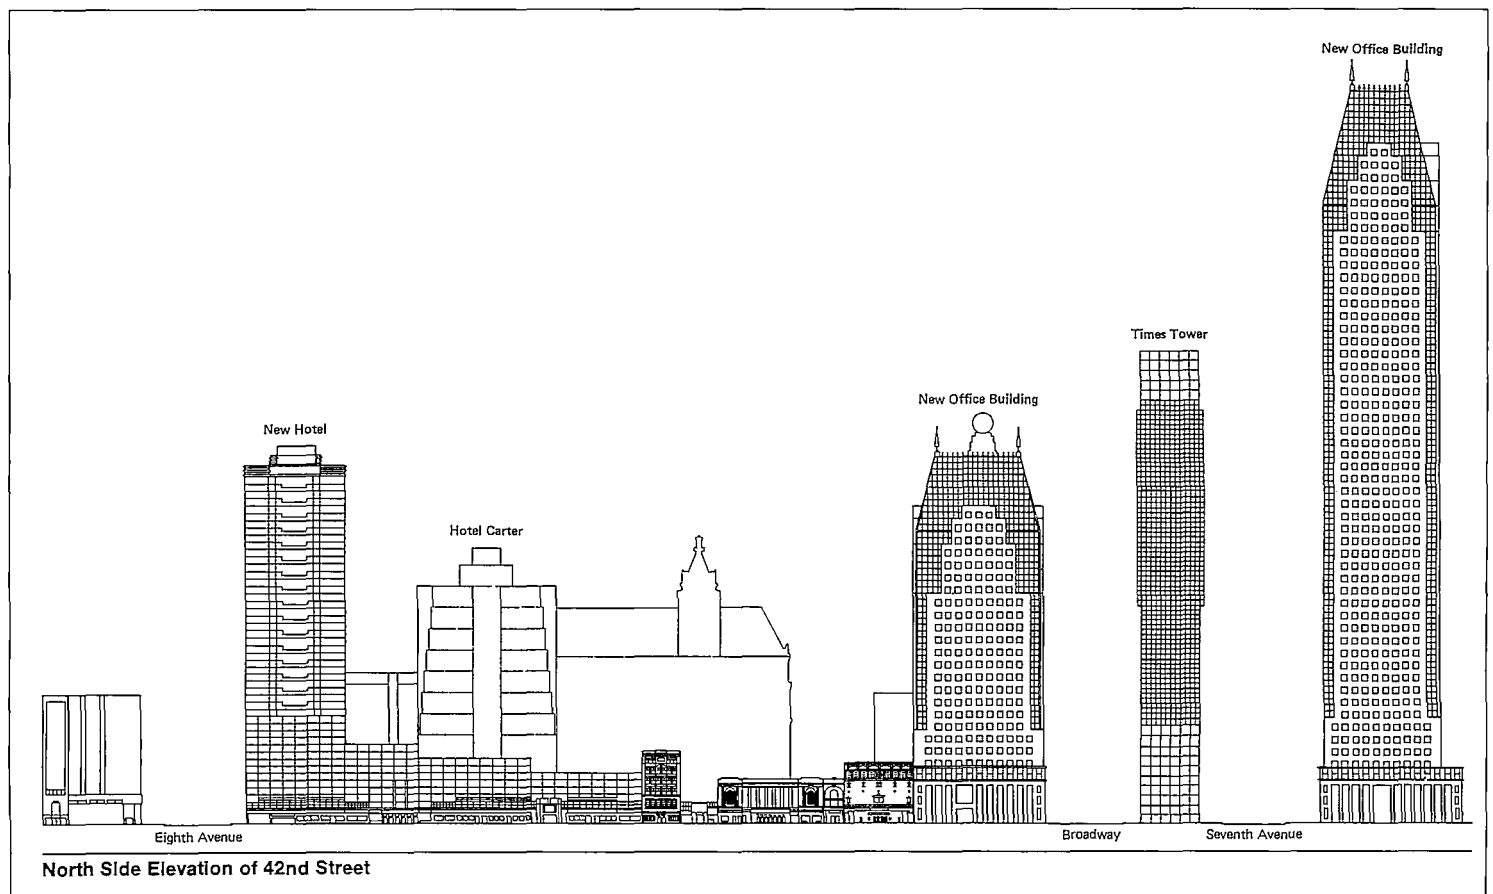 New Office Building
Times Tower
New Office Building
New Hotel
Hotel Carter
Eighth Avenue
Broadway
Seventh Avenue
North Side Elevation of 42nd Street